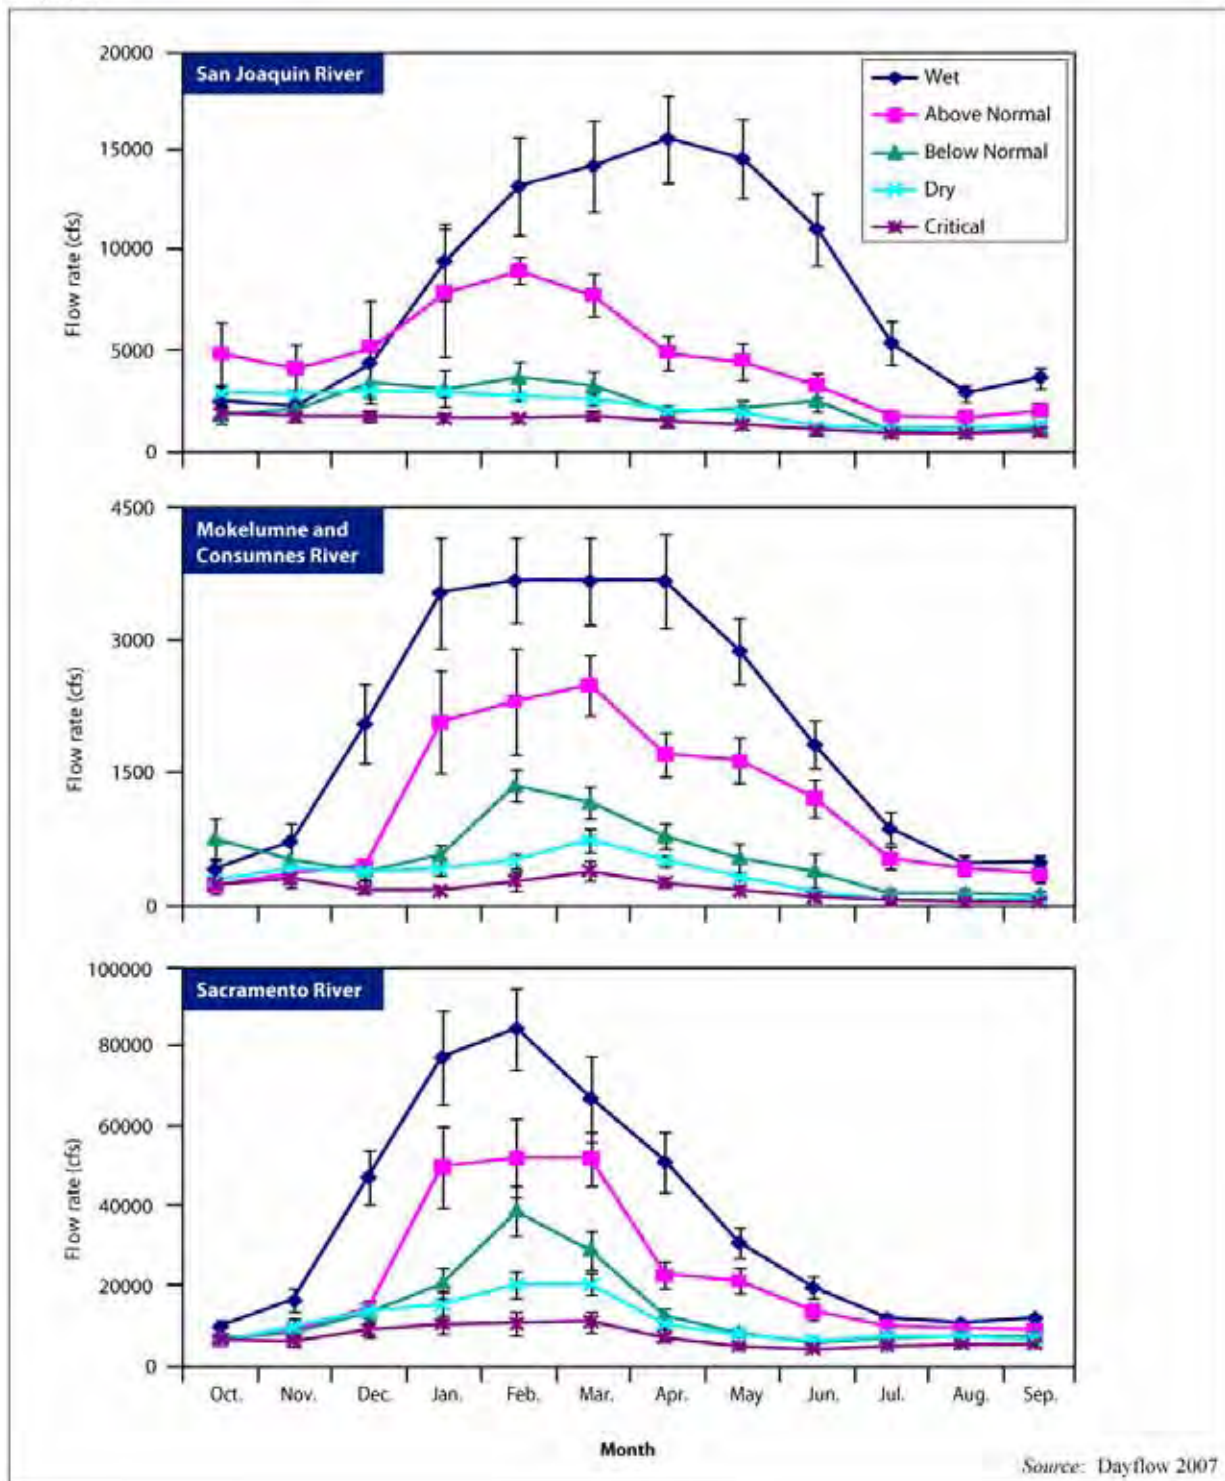 San Joaquin River
Wet
Above Normal
Below Normal
Dry
Critical
20000
15000
10000
5000
0
Flow rate (cfs)
Mokelumne and
Consumnes River
4500
3000
1500
0
Flow rate (cfs)
Sacramento River
100000
80000
60000
40000
20000
0
Flow rate (cfs)
Oct. Nov. Dec. Jan. Feb. Mar. Apr. May Jun. Jul. Aug. Sep.
Month
Source: Dayflow 2007